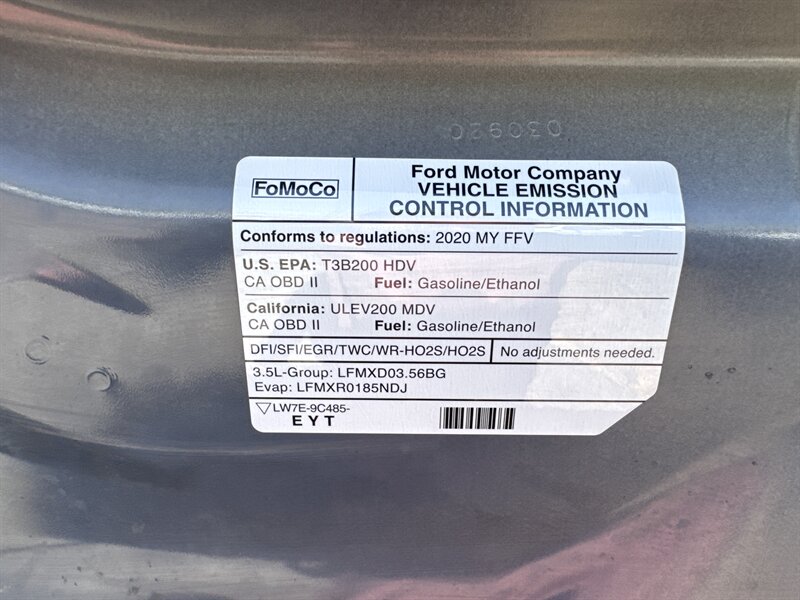 030920
FoMoCo
Ford Motor Company
VEHICLE EMISSION
CONTROL INFORMATION
Conforms to regulations: 2020 MY FFV
U.S. EPA: T3B200 HDV
CA OBD II Fuel: Gasoline/Ethanol
California: ULEV200 MDV
CA OBD II Fuel: Gasoline/Ethanol
DFI/SFI/EGR/TWC/WR-HO2S/HO2S No adjustments needed.
3.5L-Group: LFMXD03.56BG
Evap: LFMXR0185NDJ
LW7E-9C485-
E Y T